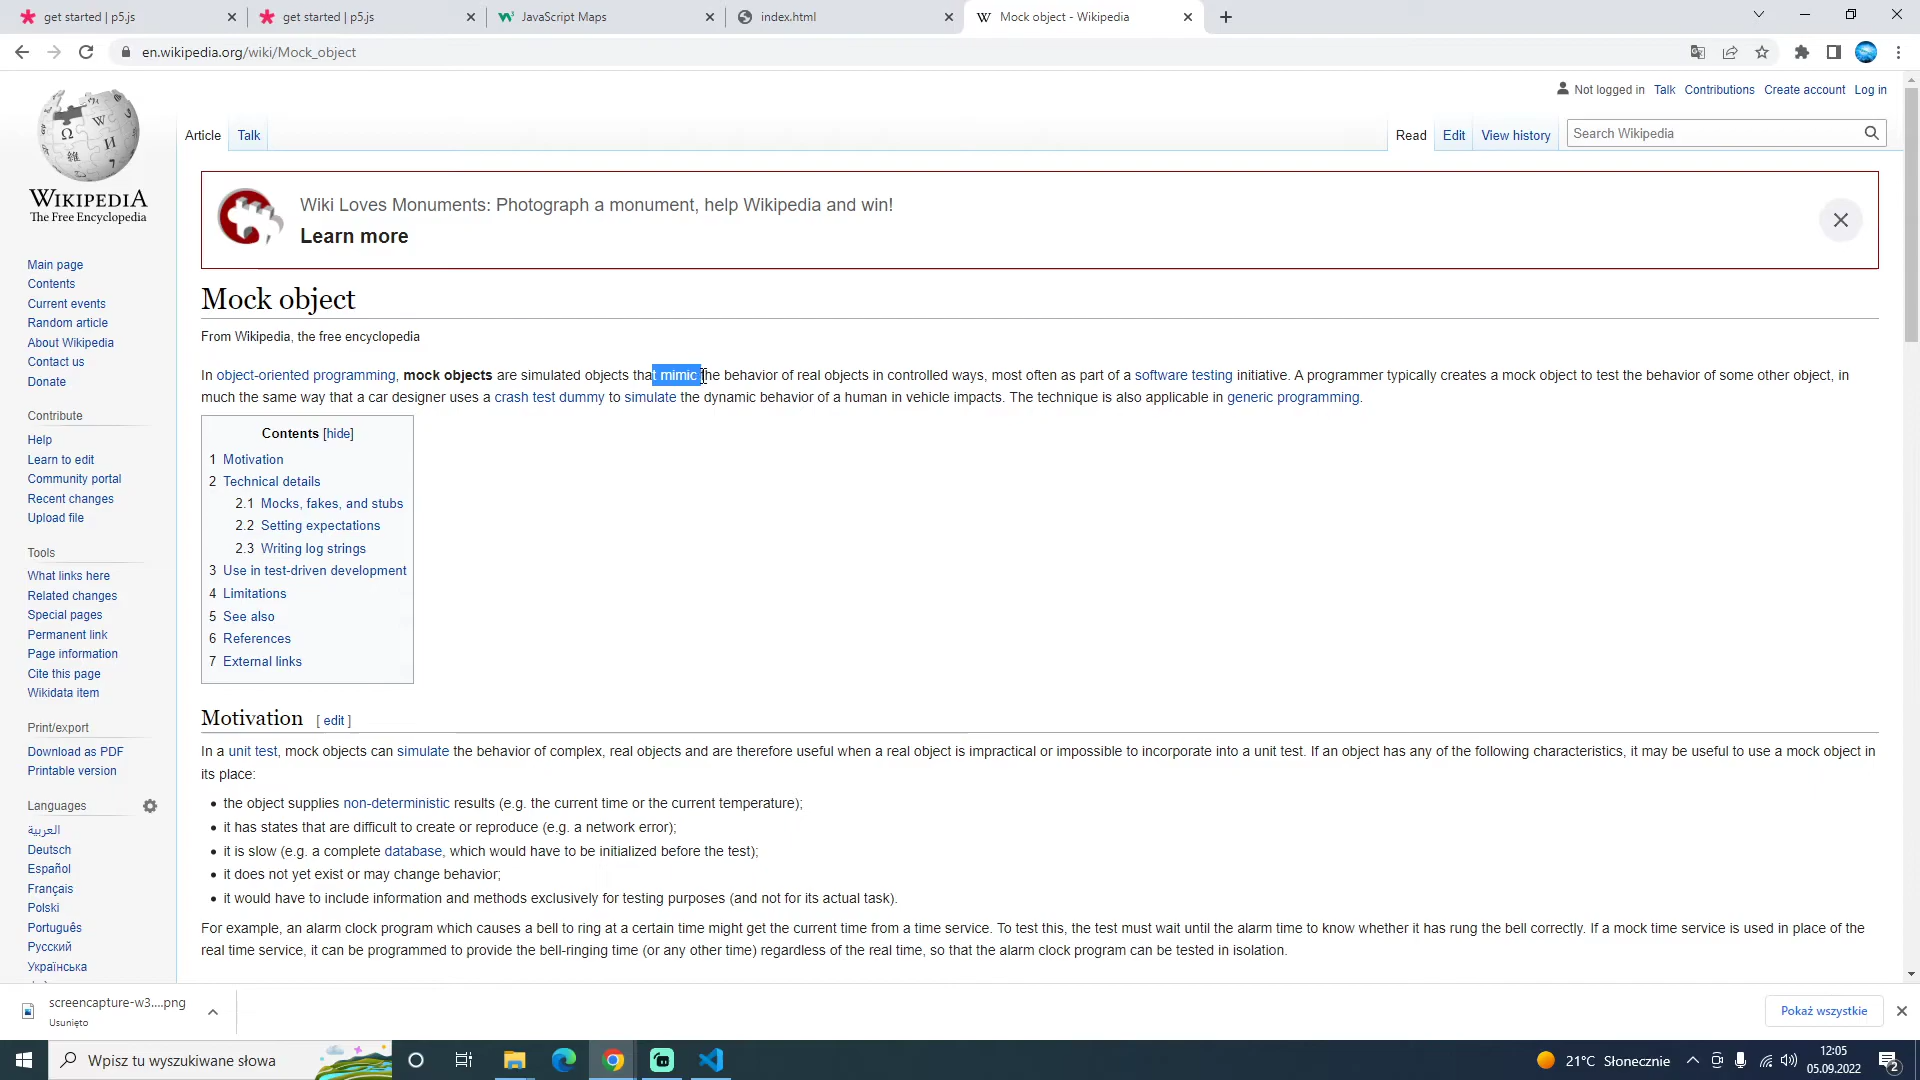 get started | p5.js
get started | p5.js
JavaScript Maps
index.html
Mock object - Wikipedia
en.wikipedia.org/wiki/Mock_object
Not logged in Talk Contributions Create account Log in
Article Talk
Read Edit View history Search Wikipedia
WIKIPEDIA
The Free Encyclopedia
Wiki Loves Monuments: Photograph a monument, help Wikipedia and win!
Learn more
Main page
Contents
Current events
Random article
About Wikipedia
Contact us
Donate
Contribute
Help
Learn to edit
Community portal
Recent changes
Upload file
Tools
What links here
Related changes
Special pages
Permanent link
Page information
Cite this page
Wikidata item
Print/export
Download as PDF
Printable version
Languages
العربية
Deutsch
Español
Français
Polski
Português
Русский
Українська
Mock object
From Wikipedia, the free encyclopedia
In object-oriented programming, mock objects are simulated objects that mimic the behavior of real objects in controlled ways, most often as part of a software testing initiative. A programmer typically creates a mock object to test the behavior of some other object, in
much the same way that a car designer uses a crash test dummy to simulate the dynamic behavior of a human in vehicle impacts. The technique is also applicable in generic programming.
Contents [hide]
1 Motivation
2 Technical details
2.1 Mocks, fakes, and stubs
2.2 Setting expectations
2.3 Writing log strings
3 Use in test-driven development
4 Limitations
5 See also
6 References
7 External links
Motivation [ edit ]
In a unit test, mock objects can simulate the behavior of complex, real objects and are therefore useful when a real object is impractical or impossible to incorporate into a unit test. If an object has any of the following characteristics, it may be useful to use a mock object in
its place:
• the object supplies non-deterministic results (e.g. the current time or the current temperature);
• it has states that are difficult to create or reproduce (e.g. a network error);
• it is slow (e.g. a complete database, which would have to be initialized before the test);
• it does not yet exist or may change behavior;
• it would have to include information and methods exclusively for testing purposes (and not for its actual task).
For example, an alarm clock program which causes a bell to ring at a certain time might get the current time from a time service. To test this, the test must wait until the alarm time to know whether it has rung the bell correctly. If a mock time service is used in place of the
real time service, it can be programmed to provide the bell-ringing time (or any other time) regardless of the real time, so that the alarm clock program can be tested in isolation.
screencapture-w3....png
Usunięto
Pokaż wszystkie
Wpisz tu wyszukiwane słowa
21°C Słonecznie
12:05
05.09.2022
2